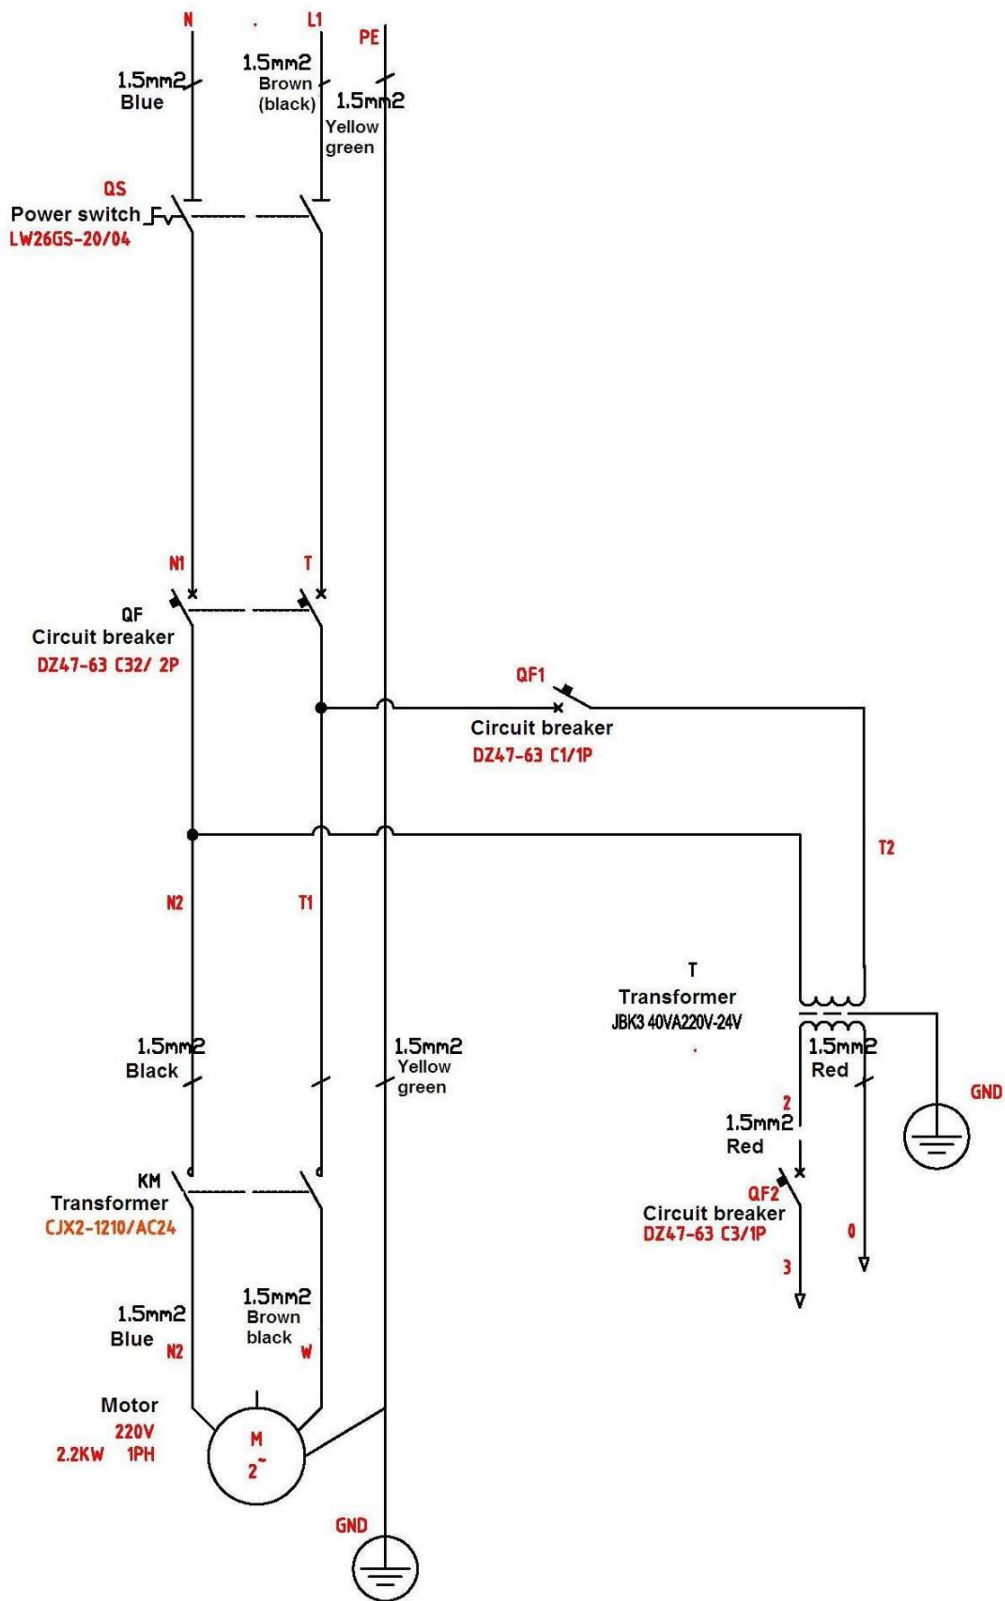 N
L1
PE
1.5mm2
Blue
1.5mm2
Brown
(black)
1.5mm2
Yellow
green
QS
Power switch
LW26GS-20/04
N1
T
QF
Circuit breaker
DZ47-63 C32/ 2P
QF1
Circuit breaker
DZ47-63 C1/1P
T2
N2
T1
T
Transformer
JBK3 40VA220V-24V
1.5mm2
Black
1.5mm2
Yellow
green
1.5mm2
Red
GND
2
1.5mm2
Red
KM
Transformer
CJX2-1210/AC24
QF2
Circuit breaker
DZ47-63 C3/1P
0
3
1.5mm2
Blue
N2
1.5mm2
Brown
black
W
Motor
220V
2.2KW 1PH
M
2~
GND